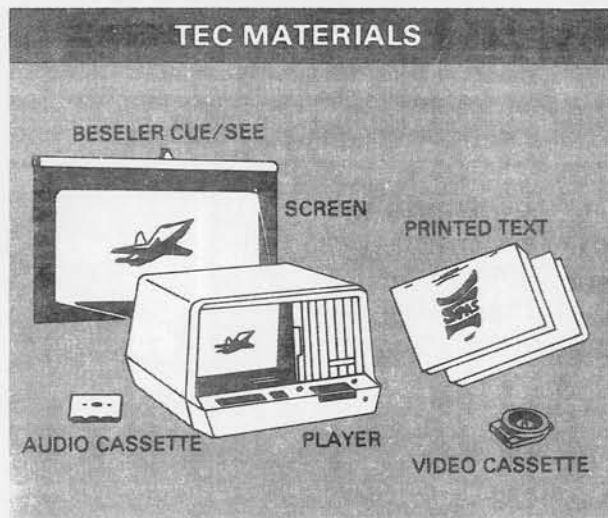 TEC MATERIALS
BESELER CUE/SEE
SCREEN
PRINTED TEXT
AUDIO CASSETTE
PLAYER
VIDEO CASSETTE